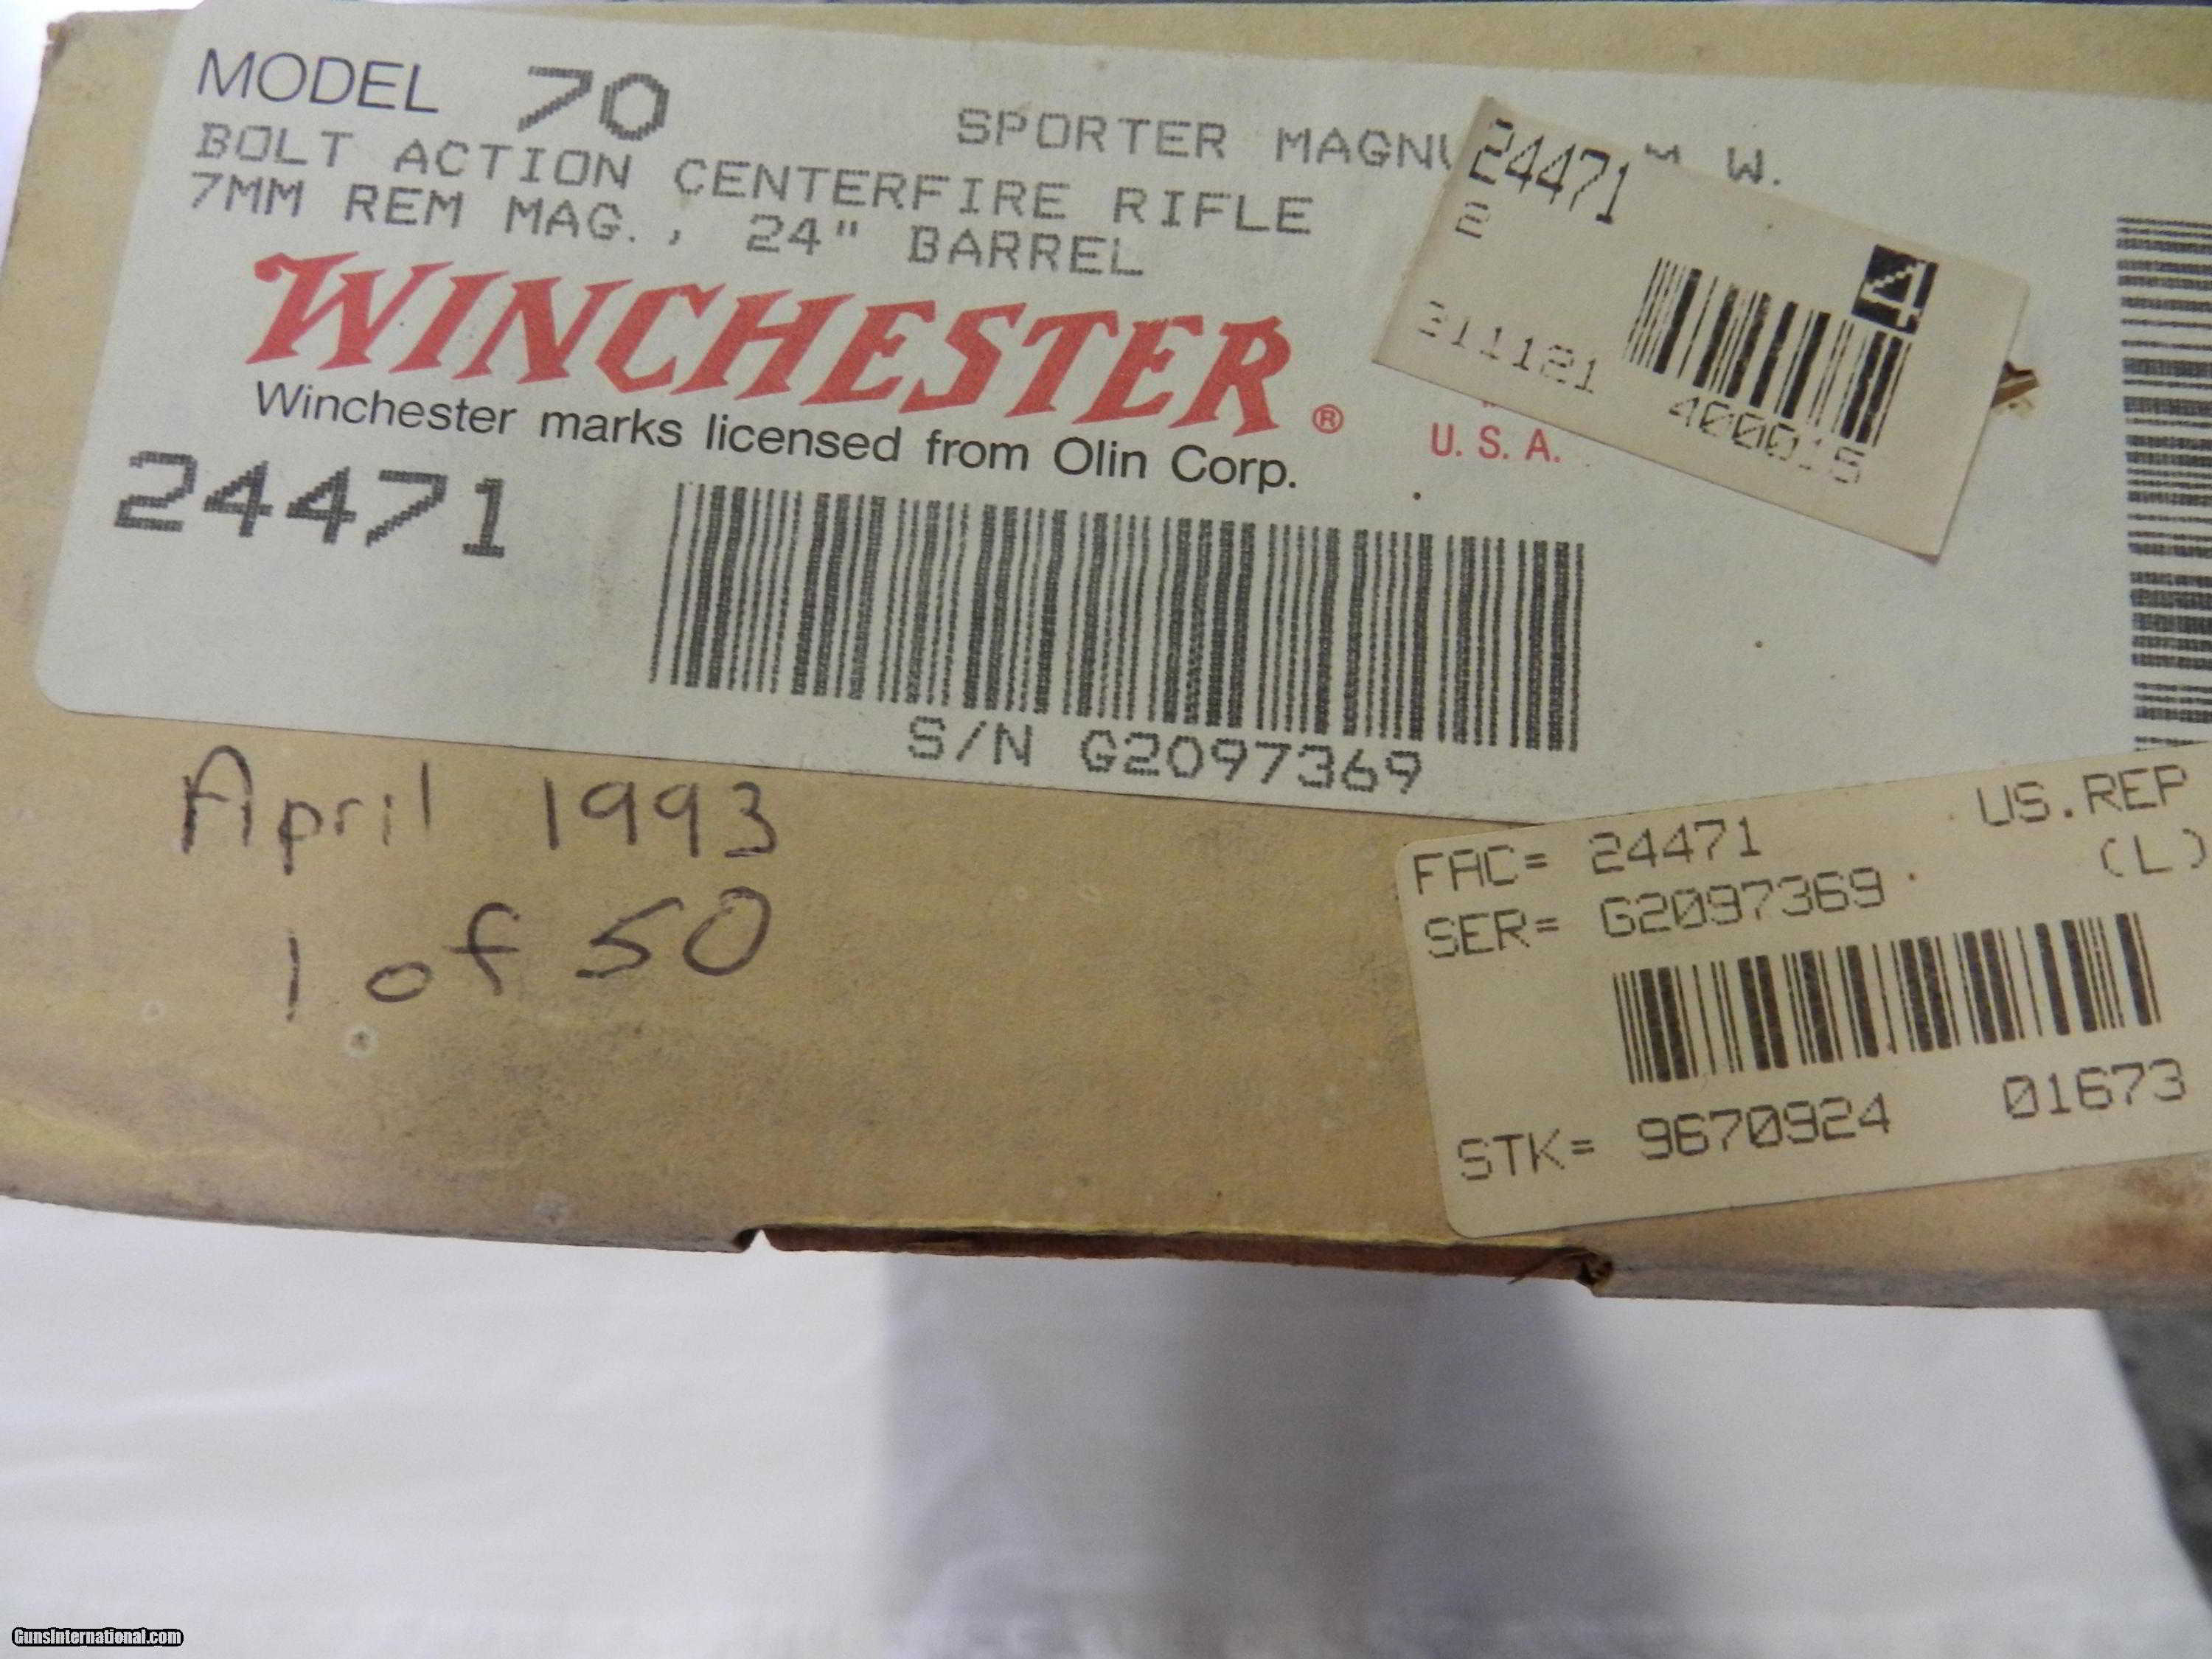 MODEL 70 SPORTER MAGNU M W.
BOLT ACTION CENTERFIRE RIFLE
7MM REM MAG., 24" BARREL
WINCHESTER®
U.S.A.
Winchester marks licensed from Olin Corp.
24471
S/N G2097369
24471
2
4
311121
400015
April 1993
1 of 50
FAC= 24471 US.REP
SER= G2097369 (L)
STK= 9670924 01673
GunsInternational.com